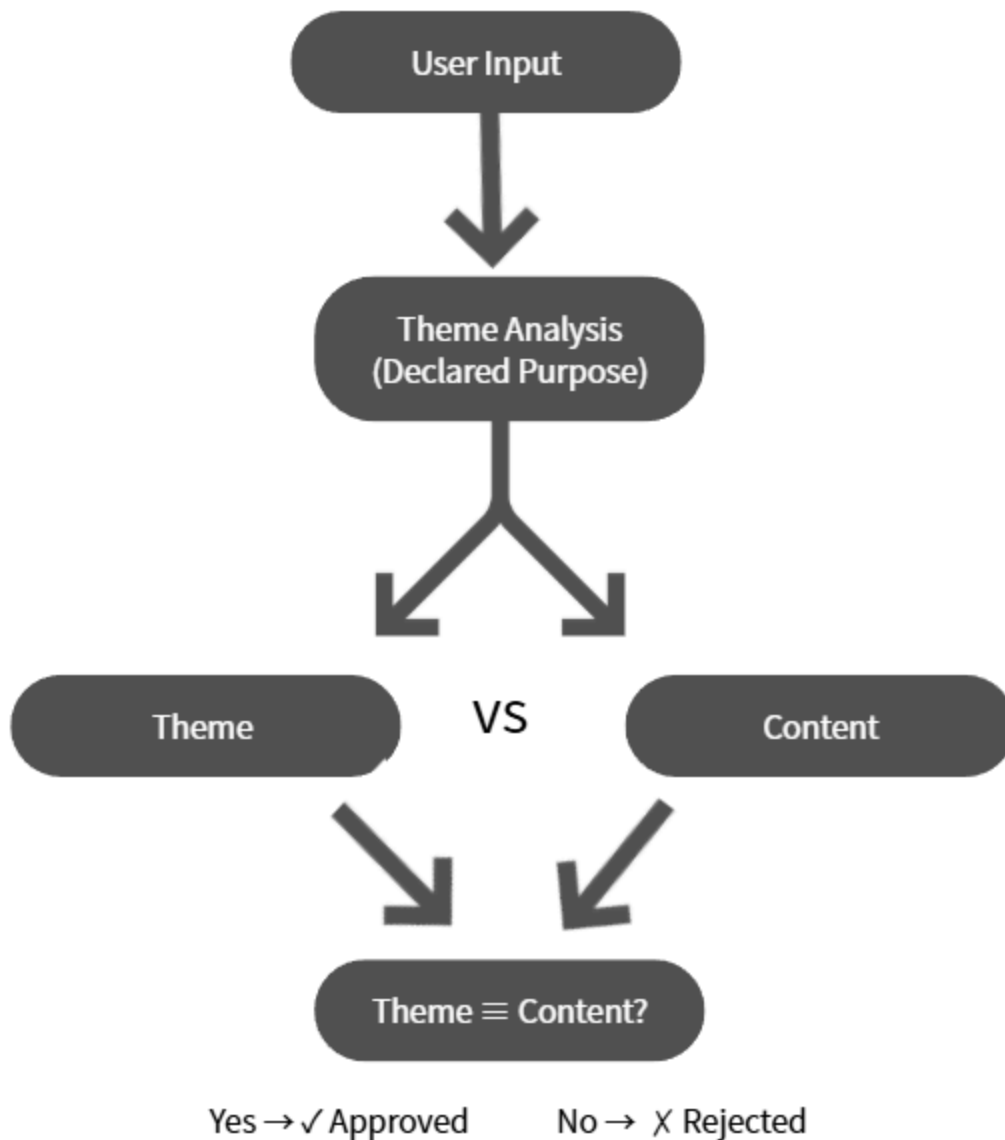 User Input
Theme Analysis
(Declared Purpose)
Theme
VS
Content
Theme ≡ Content?
Yes → ✓ Approved
No → ✗ Rejected